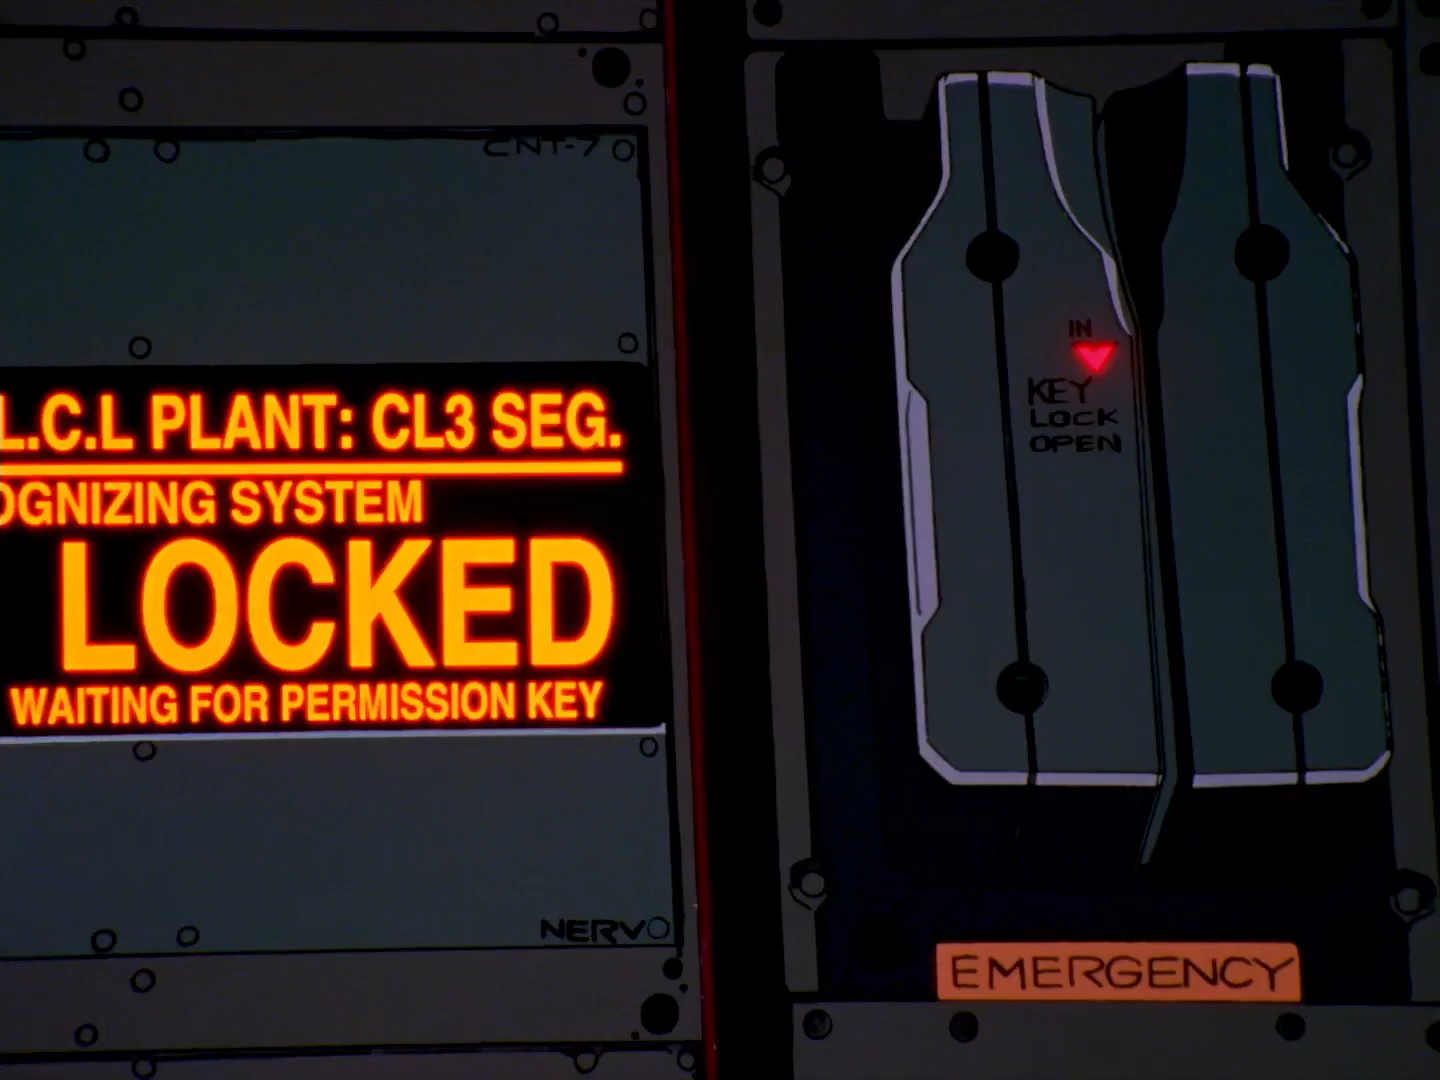 CNT-7
L.C.L PLANT: CL3 SEG.
OGNIZING SYSTEM
LOCKED
WAITING FOR PERMISSION KEY
NERV
IN
KEY
LOCK
OPEN
EMERGENCY